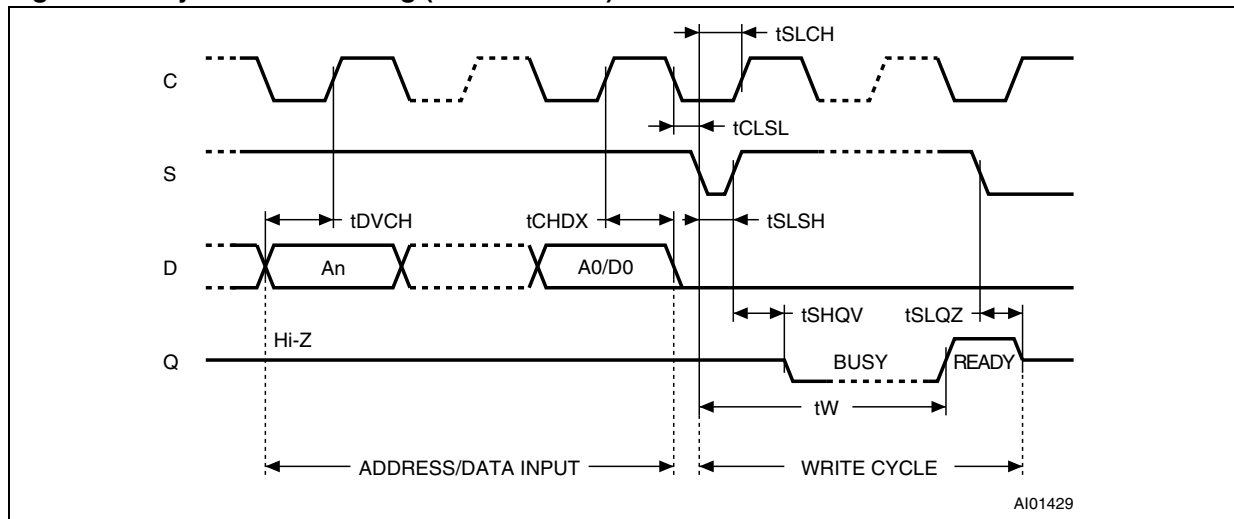 tSLCH
C
tCLSL
S
tDVCH
tCHDX
tSLSH
D
An
A0/D0
tSHQV
tSLQZ
Hi-Z
Q
BUSY
READY
tW
ADDRESS/DATA INPUT
WRITE CYCLE
AI01429